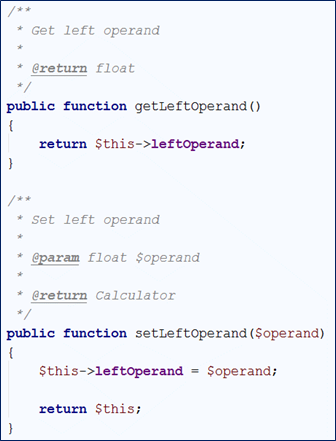 /**
 * Get left operand
 *
 * @return float
 */
public function getLeftOperand()
{
    return $this->leftOperand;
}

/**
 * Set left operand
 *
 * @param float $operand
 *
 * @return Calculator
 */
public function setLeftOperand($operand)
{
    $this->leftOperand = $operand;

    return $this;
}